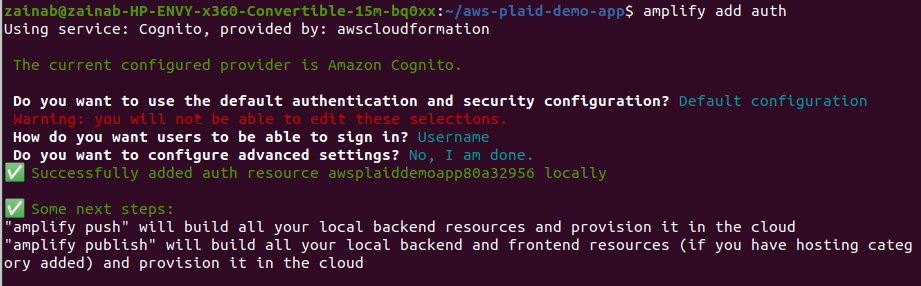 zainab@zainab-HP-ENVY-x360-Convertible-15m-bq0xx:~/aws-plaid-demo-app$ amplify add auth
Using service: Cognito, provided by: awscloudformation
The current configured provider is Amazon Cognito.
Do you want to use the default authentication and security configuration? Default configuration
Warning: you will not be able to edit these selections.
How do you want users to be able to sign in? Username
Do you want to configure advanced settings? No, I am done.
✅ Successfully added auth resource awsplaiddemoapp80a32956 locally
✅ Some next steps:
"amplify push" will build all your local backend resources and provision it in the cloud
"amplify publish" will build all your local backend and frontend resources (if you have hosting categ
ory added) and provision it in the cloud